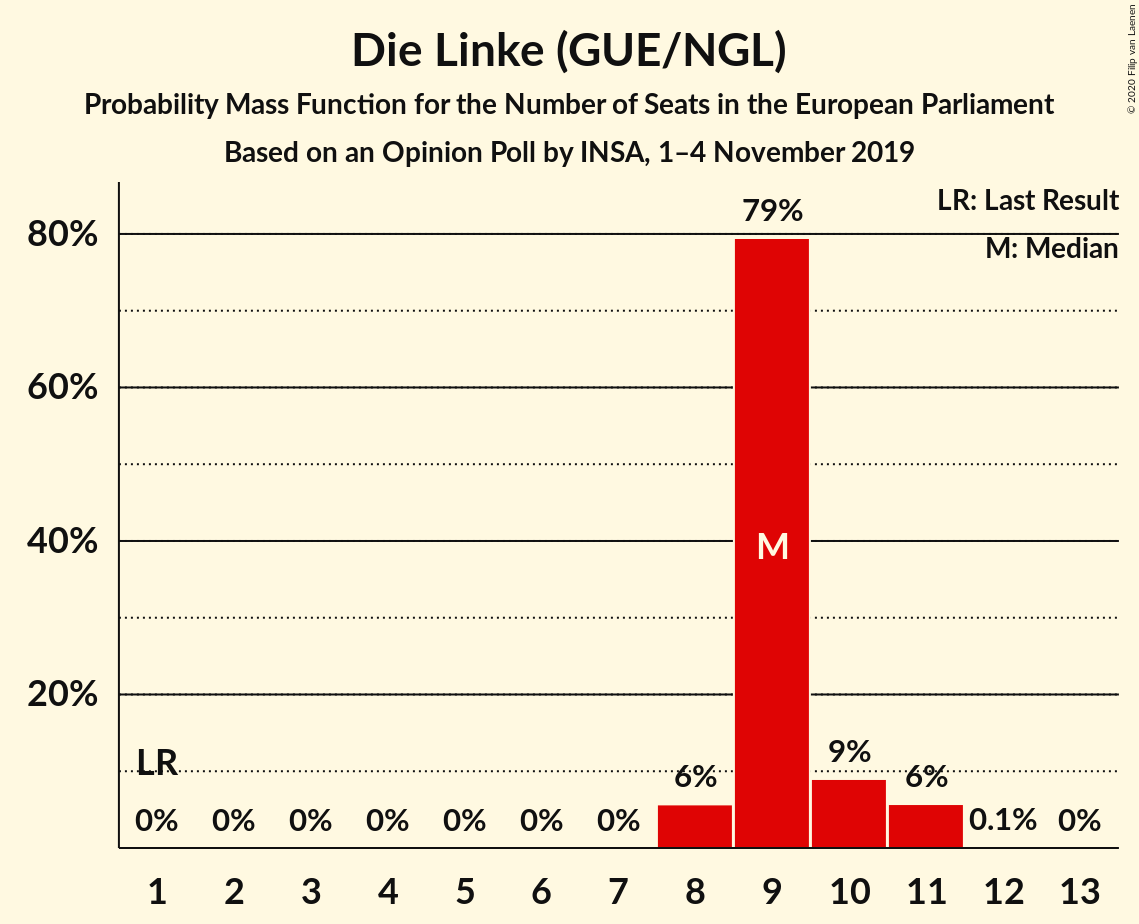 Die Linke (GUE/NGL)
Probability Mass Function for the Number of Seats in the European Parliament
Based on an Opinion Poll by INSA, 1–4 November 2019
© 2020 Filip van Laenen
LR: Last Result
M: Median
80%
60%
40%
20%
79%
M
LR
9%
6%
6%
0%
0%
0%
0%
0%
0%
0%
0.1%
0%
1 2 3 4 5 6 7 8 9 10 11 12 13